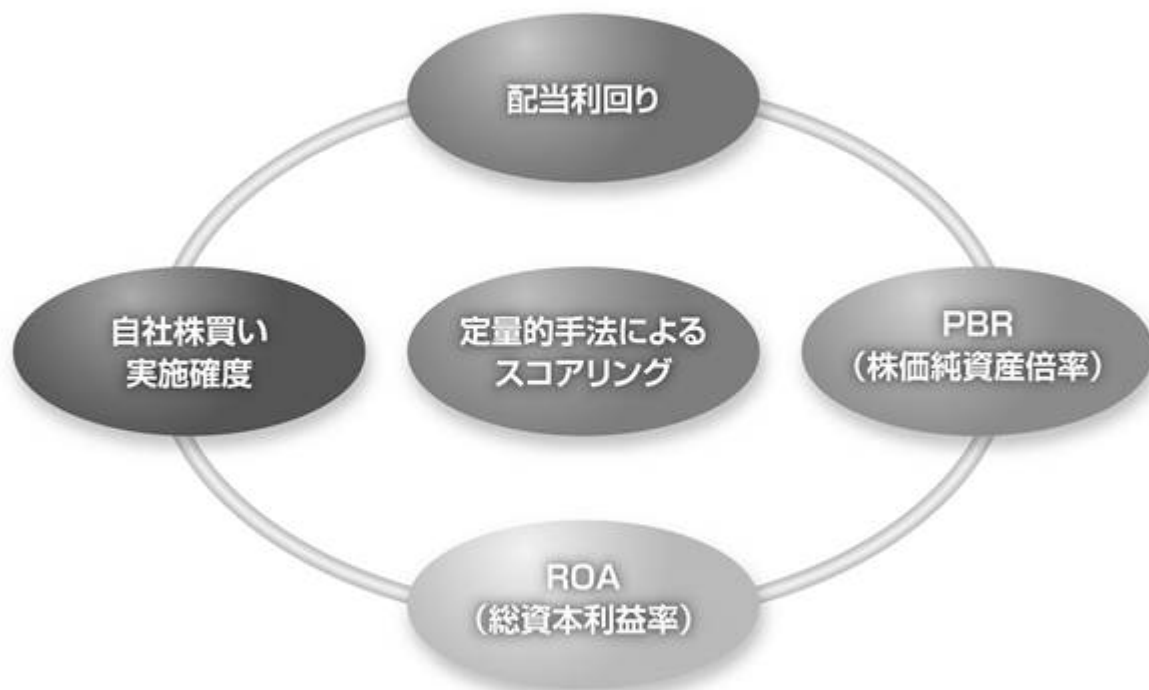 配当利回り
自社株買い
実施確度
定量的手法による
スコアリング
PBR
（株価純資産倍率）
ROA
（総資本利益率）